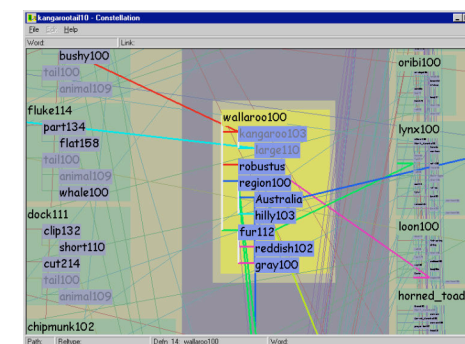 kangarootail10 - Constellation
File
Help
Word:
Link:
bushy100
tail100
animal109
fluke114
part134
flat158
tail100
animal109
whale100
dock111
clip132
short110
cut214
tail100
animal109
chipmunk102
wallaroo100
kangaroo103
large110
robustus
region100
Australia
hilly103
fur112
reddish102
gray100
oribi100
lynx100
loon100
horned_toad
Path:
Reltype:
Defn 14: wallaroo100
Word: